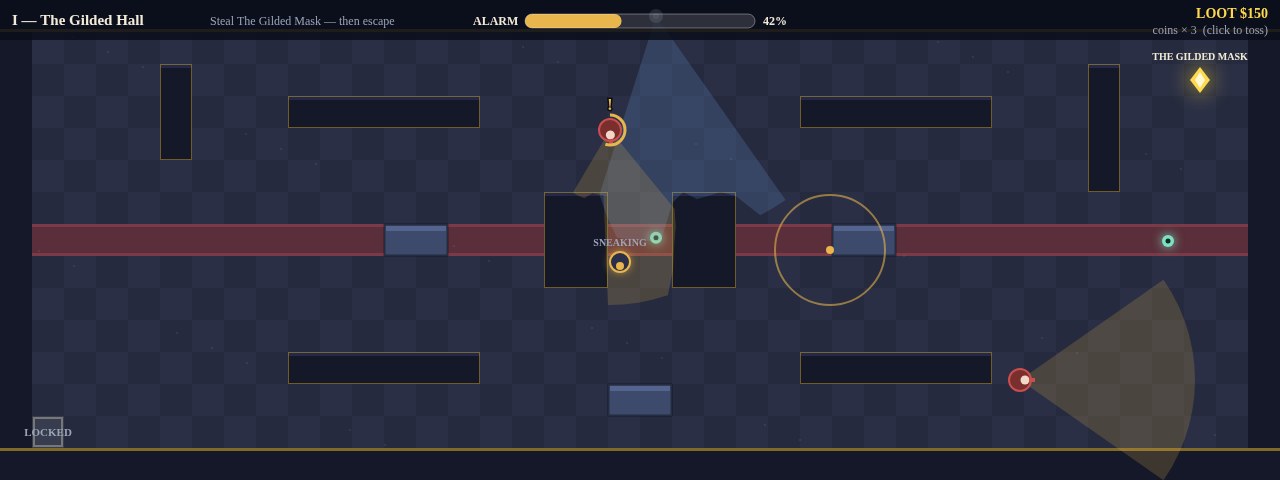 I — The Gilded Hall
Steal The Gilded Mask — then escape
ALARM
42%
LOOT $150
coins × 3 (click to toss)
THE GILDED MASK
!
SNEAKING
LOCKED